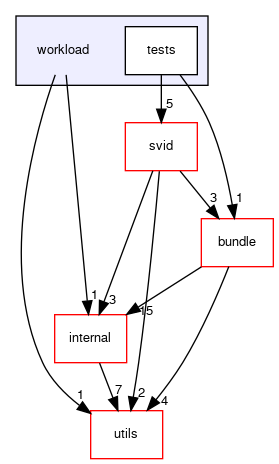 workload tests
5
svid
3 1
bundle
1 3 15
internal
7 2 4
1
utils